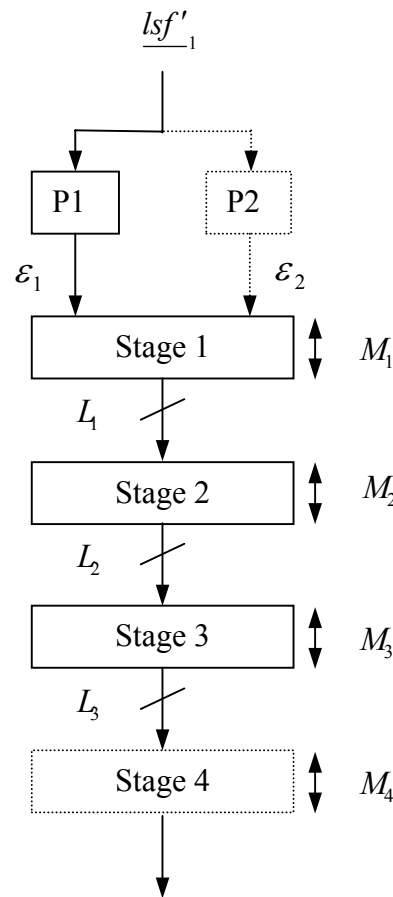 lsf'₁
P1
P2
ε₁
ε₂
Stage 1
M₁
L₁
Stage 2
M₂
L₂
Stage 3
M₃
L₃
Stage 4
M₄